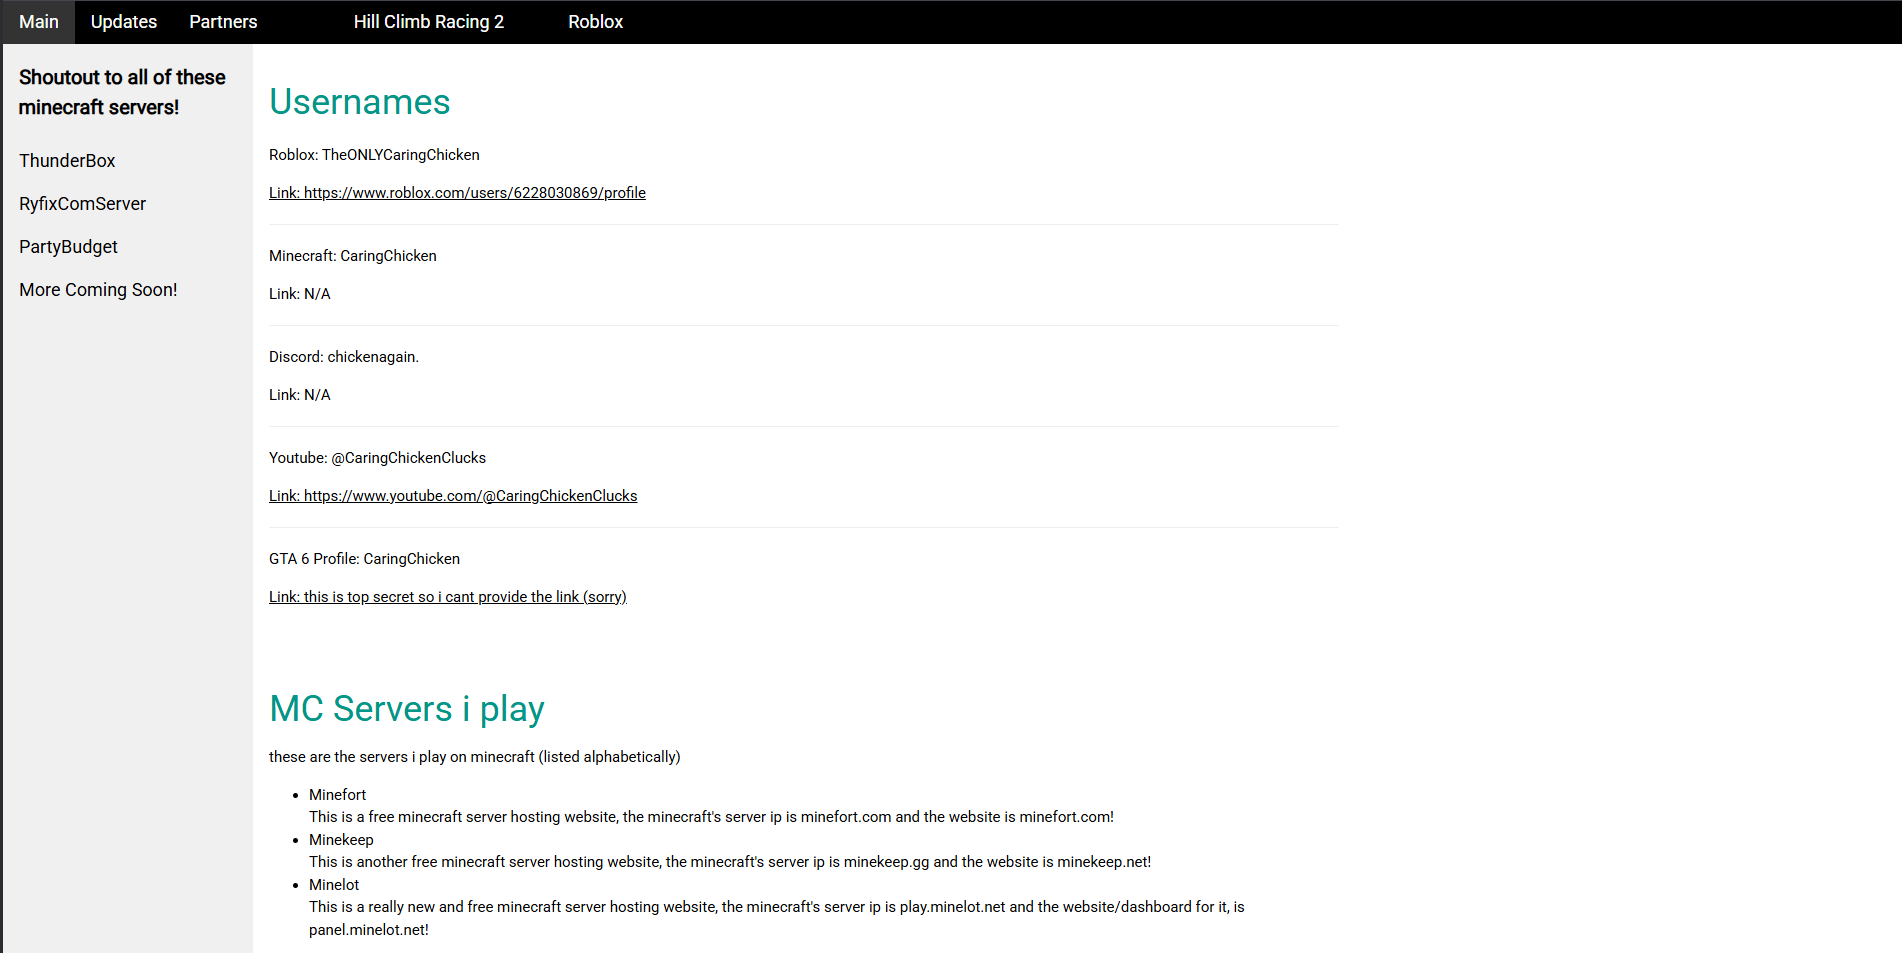 Main Updates Partners Hill Climb Racing 2 Roblox
Shoutout to all of these
minecraft servers!
ThunderBox
RyfixComServer
PartyBudget
More Coming Soon!
Usernames
Roblox: TheONLYCaringChicken
Link: https://www.roblox.com/users/6228030869/profile
Minecraft: CaringChicken
Link: N/A
Discord: chickenagain.
Link: N/A
Youtube: @CaringChickenClucks
Link: https://www.youtube.com/@CaringChickenClucks
GTA 6 Profile: CaringChicken
Link: this is top secret so i cant provide the link (sorry)
MC Servers i play
these are the servers i play on minecraft (listed alphabetically)
• Minefort
This is a free minecraft server hosting website, the minecraft's server ip is minefort.com and the website is minefort.com!
• Minekeep
This is another free minecraft server hosting website, the minecraft's server ip is minekeep.gg and the website is minekeep.net!
• Minelot
This is a really new and free minecraft server hosting website, the minecraft's server ip is play.minelot.net and the website/dashboard for it, is
panel.minelot.net!